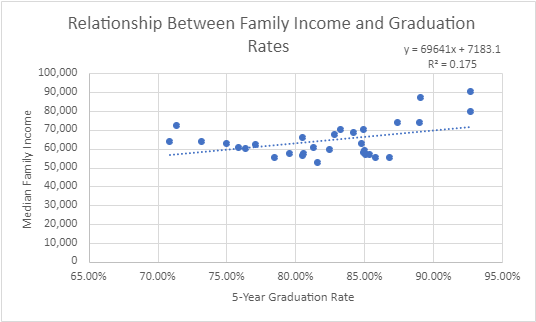 Relationship Between Family Income and Graduation
Rates
y = 69641x + 7183.1
R² = 0.175
100,000
90,000
80,000
70,000
60,000
50,000
40,000
30,000
20,000
10,000
0
Median Family Income
65.00% 70.00% 75.00% 80.00% 85.00% 90.00% 95.00%
5-Year Graduation Rate